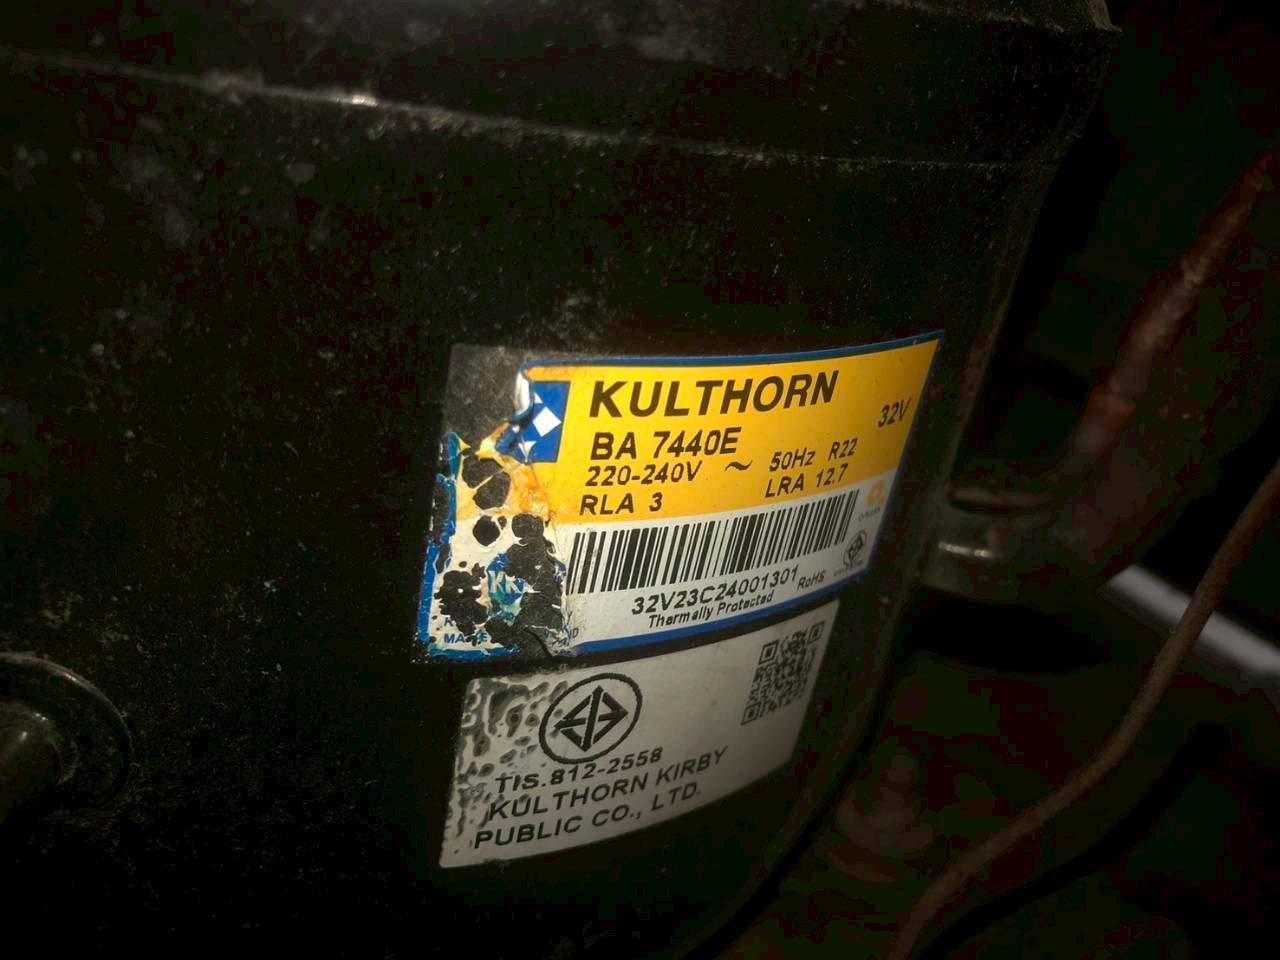 KULTHORN
32V
BA 7440E
220-240V ~ 50Hz R22
RLA 3 LRA 12.7
32V23C24001301 RoHS
Thermally Protected
TIS.812-2558
KULTHORN KIRBY
PUBLIC CO., LTD.